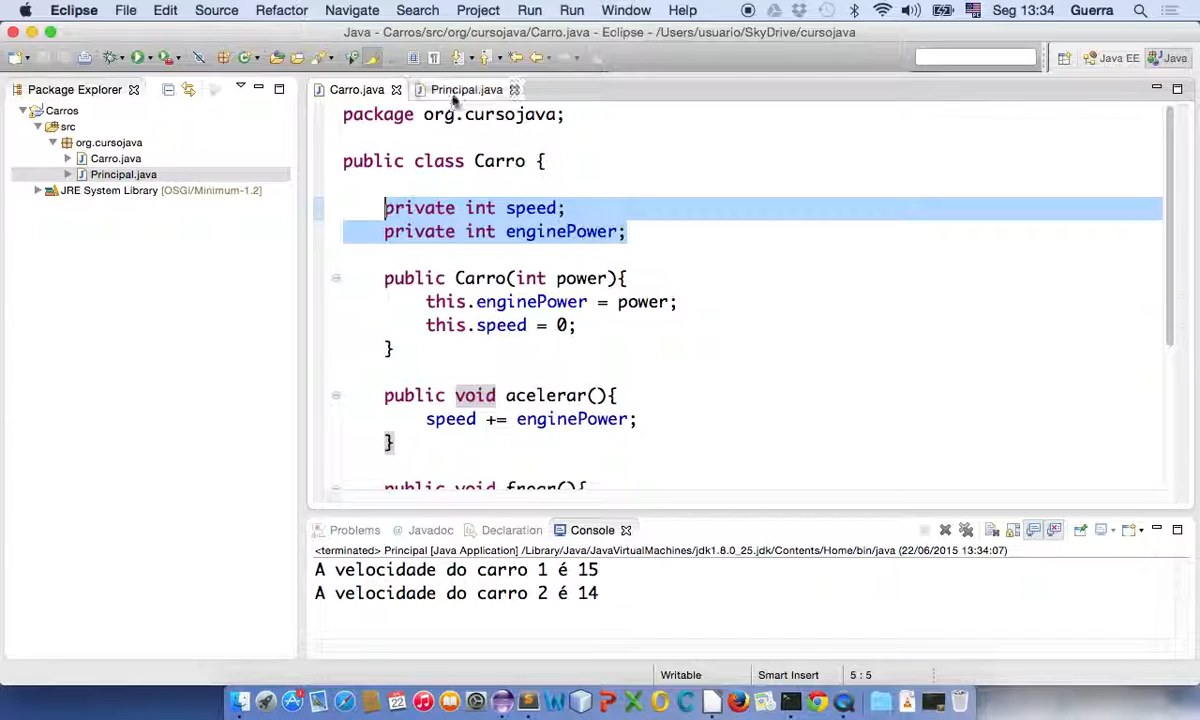 Eclipse File Edit Source Refactor Navigate Search Project Run Run Window Help Seg 13:34 Guerra
Java - Carros/src/org/cursojava/Carro.java - Eclipse - /Users/usuario/SkyDrive/cursojava
Java EE Java
Package Explorer
Carros
src
org.cursojava
Carro.java
Principal.java
JRE System Library [OSGi/Minimum-1.2]
Carro.java Principal.java
package org.cursojava;
public class Carro {
private int speed;
private int enginePower;
public Carro(int power){
this.enginePower = power;
this.speed = 0;
}
public void acelerar(){
speed += enginePower;
}
public void frear(){
Problems Javadoc Declaration Console
<terminated> Principal [Java Application] /Library/Java/JavaVirtualMachines/jdk1.8.0_25.jdk/Contents/Home/bin/java (22/06/2015 13:34:07)
A velocidade do carro 1 é 15
A velocidade do carro 2 é 14
Writable Smart Insert 5 : 5